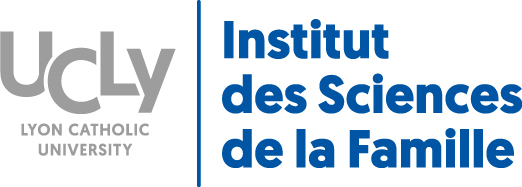 UCLy
LYON CATHOLIC
UNIVERSITY
Institut
des Sciences
de la Famille